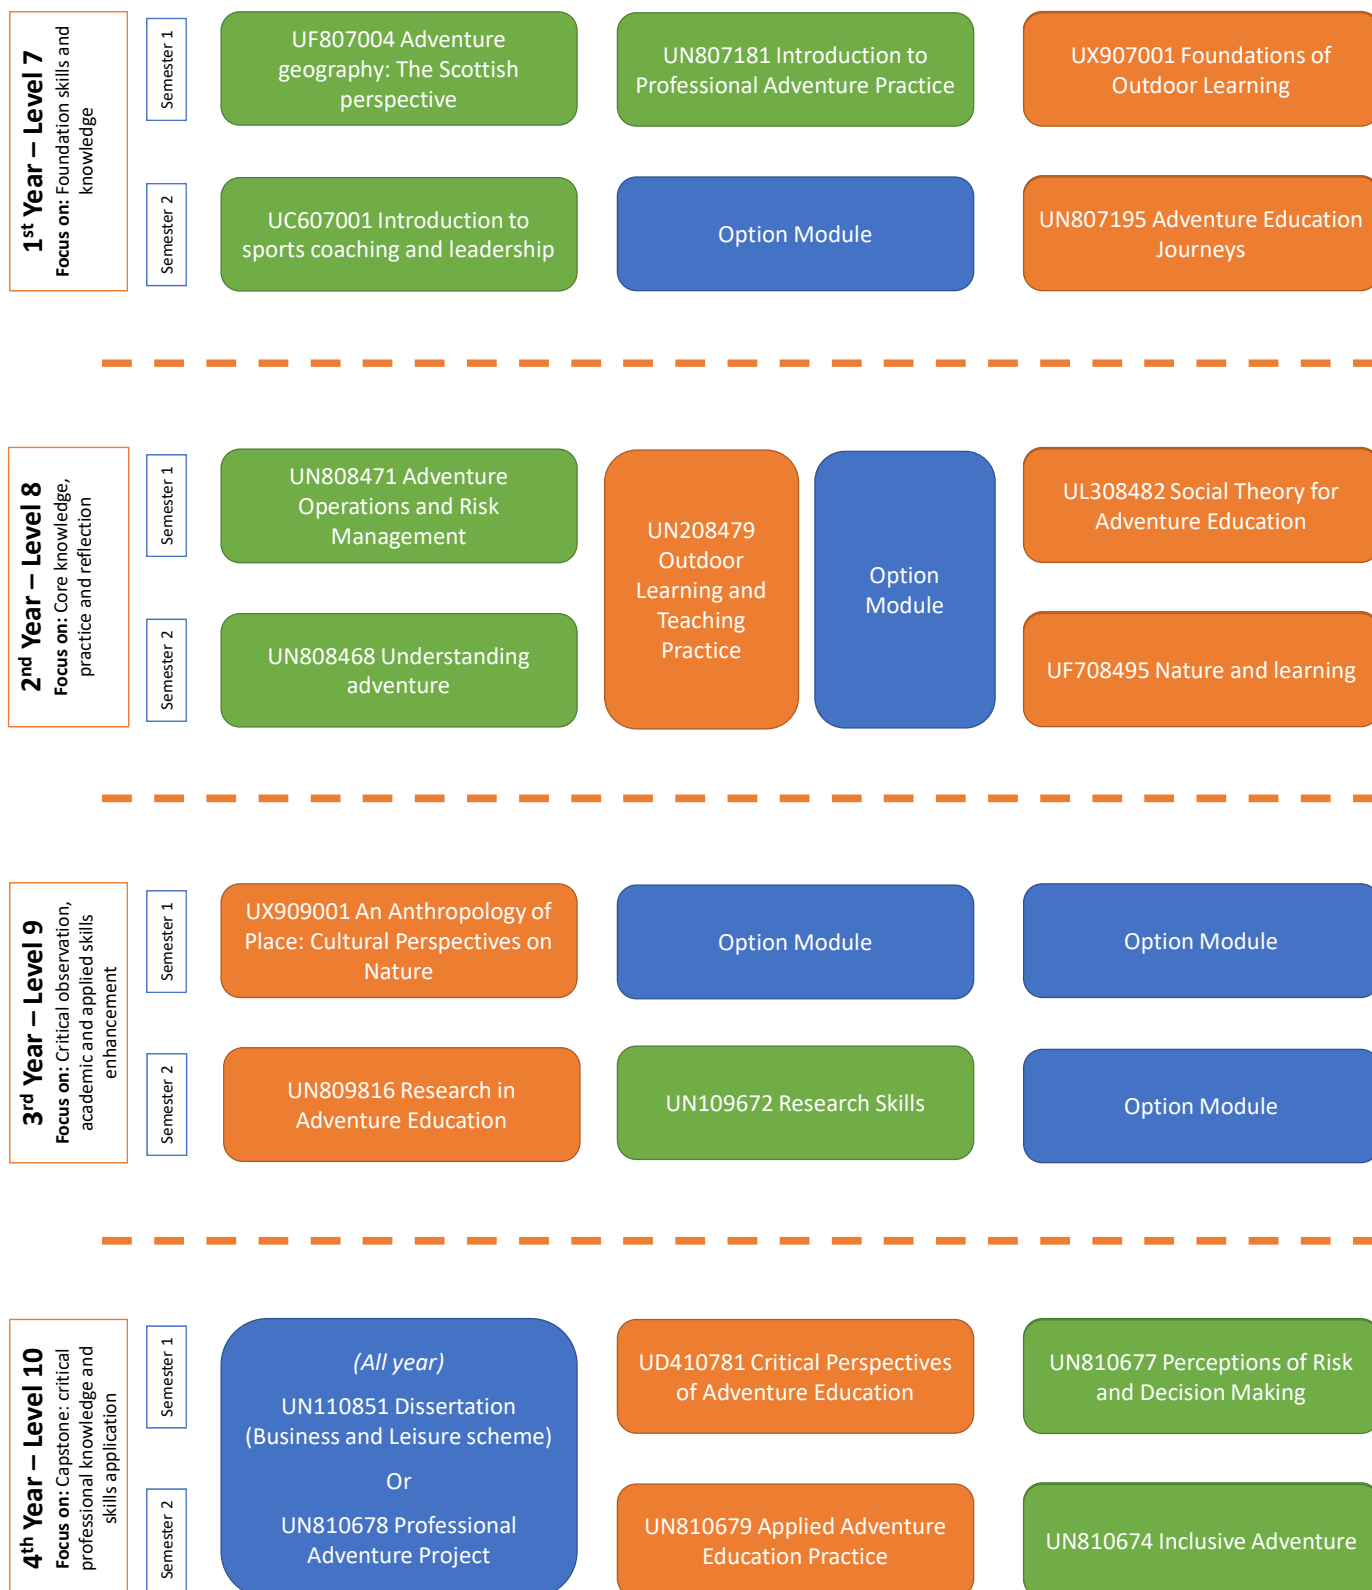 1st Year – Level 7
Focus on: Foundation skills and
knowledge
Semester 1
UF807004 Adventure
geography: The Scottish
perspective
UN807181 Introduction to
Professional Adventure Practice
UX907001 Foundations of
Outdoor Learning
Semester 2
UC607001 Introduction to
sports coaching and leadership
Option Module
UN807195 Adventure Education
Journeys
2nd Year – Level 8
Focus on: Core knowledge,
practice and reflection
Semester 1
UN808471 Adventure
Operations and Risk
Management
UN208479
Outdoor
Learning and
Teaching
Practice
Option
Module
UL308482 Social Theory for
Adventure Education
Semester 2
UN808468 Understanding
adventure
UF708495 Nature and learning
3rd Year – Level 9
Focus on: Critical observation,
academic and applied skills
enhancement
Semester 1
UX909001 An Anthropology of
Place: Cultural Perspectives on
Nature
Option Module
Option Module
Semester 2
UN809816 Research in
Adventure Education
UN109672 Research Skills
Option Module
4th Year – Level 10
Focus on: Capstone: critical
professional knowledge and
skills application
Semester 1
(All year)
UN110851 Dissertation
(Business and Leisure scheme)
Or
UN810678 Professional
Adventure Project
UD410781 Critical Perspectives
of Adventure Education
UN810677 Perceptions of Risk
and Decision Making
Semester 2
UN810679 Applied Adventure
Education Practice
UN810674 Inclusive Adventure